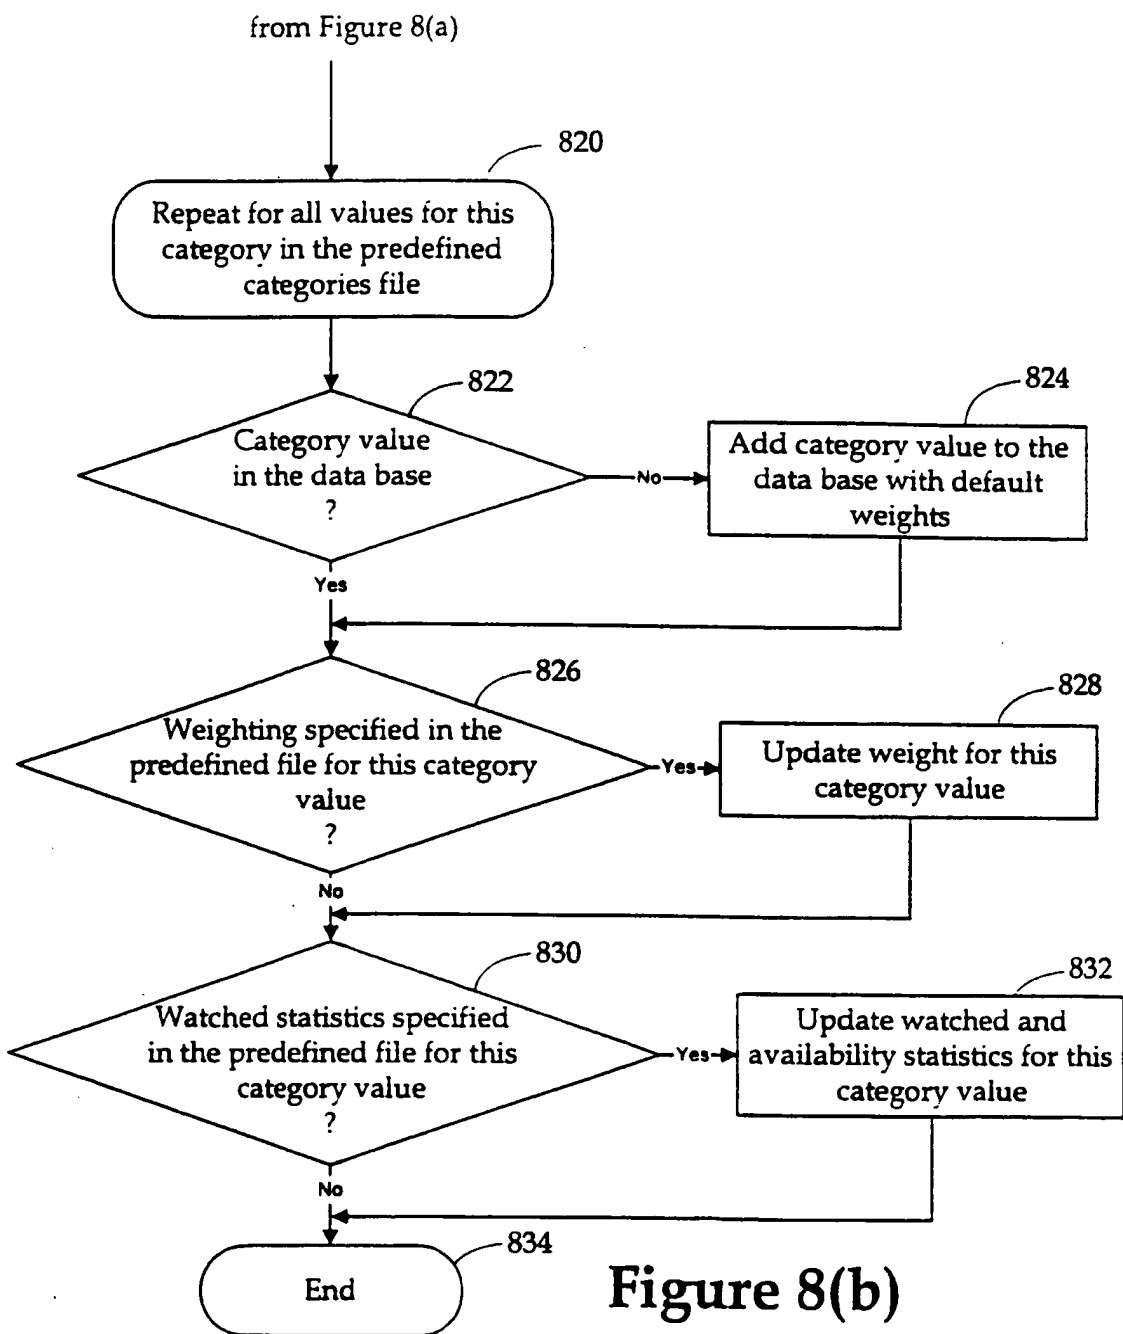 from Figure 8(a)
820
Repeat for all values for this
category in the predefined
categories file
822
Category value
in the data base
?
No
824
Add category value to the
data base with default
weights
Yes
826
Weighting specified in the
predefined file for this category
value
?
Yes
828
Update weight for this
category value
No
830
Watched statistics specified
in the predefined file for this
category value
?
Yes
832
Update watched and
availability statistics for this
category value
No
834
End
Figure 8(b)